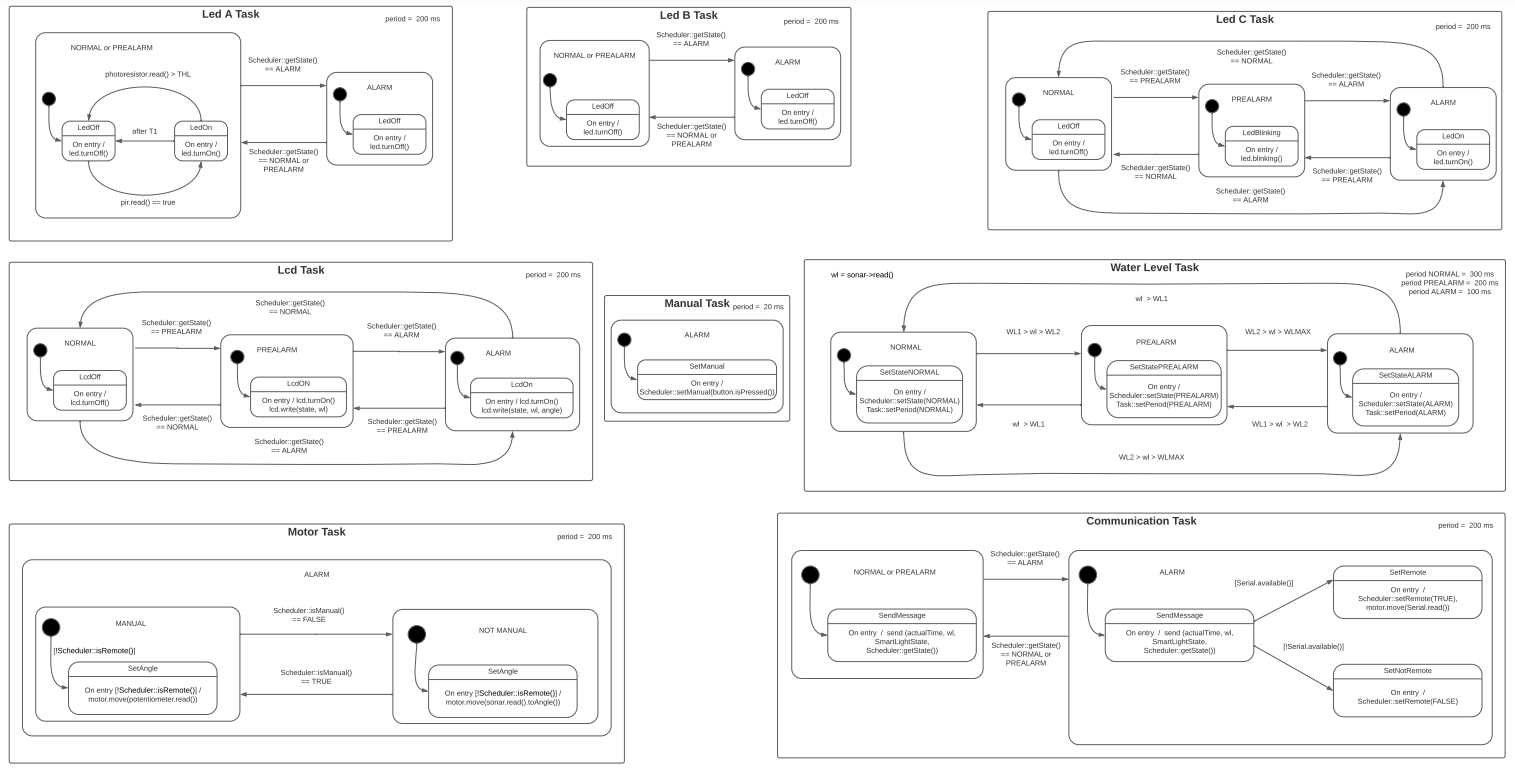 Led A Task
period = 200 ms
NORMAL or PREALARM
photoresistor.read() > THL
LedOff
On entry /
led.turnOff()
after T1
LedOn
On entry /
led.turnOn()
pir.read() == true
Scheduler::getState()
== ALARM
Scheduler::getState()
== NORMAL or
PREALARM
ALARM
LedOff
On entry /
led.turnOff()
Led B Task
period = 200 ms
NORMAL or PREALARM
LedOff
On entry /
led.turnOff()
Scheduler::getState()
== ALARM
Scheduler::getState()
== NORMAL or
PREALARM
ALARM
LedOff
On entry /
led.turnOff()
Led C Task
period = 200 ms
Scheduler::getState()
== NORMAL
NORMAL
LedOff
On entry /
led.turnOff()
Scheduler::getState()
== PREALARM
Scheduler::getState()
== NORMAL
PREALARM
LedBlinking
On entry /
led.blinking()
Scheduler::getState()
== ALARM
Scheduler::getState()
== PREALARM
ALARM
LedOn
On entry /
led.turnOn()
Scheduler::getState()
== ALARM
Lcd Task
period = 200 ms
Scheduler::getState()
== NORMAL
NORMAL
LcdOff
On entry /
lcd.turnOff()
Scheduler::getState()
== PREALARM
Scheduler::getState()
== NORMAL
PREALARM
LcdON
On entry / lcd.turnOn()
lcd.write(state, wl)
Scheduler::getState()
== ALARM
Scheduler::getState()
== PREALARM
ALARM
LcdOn
On entry / lcd.turnOn()
lcd.write(state, wl, angle)
Scheduler::getState()
== ALARM
Manual Task
period = 20 ms
ALARM
SetManual
On entry /
Scheduler::setManual(button.isPressed())
Water Level Task
wl = sonar->read()
period NORMAL = 300 ms
period PREALARM = 200 ms
period ALARM = 100 ms
wl > WL1
NORMAL
SetStateNORMAL
On entry /
Scheduler::setState(NORMAL)
Task::setPeriod(NORMAL)
WL1 > wl > WL2
wl > WL1
PREALARM
SetStatePREALARM
On entry /
Scheduler::setState(PREALARM)
Task::setPeriod(PREALARM)
WL2 > wl > WLMAX
WL1 > wl > WL2
ALARM
SetStateALARM
On entry /
Scheduler::setState(ALARM)
Task::setPeriod(ALARM)
WL2 > wl > WLMAX
Motor Task
period = 200 ms
ALARM
MANUAL
[!Scheduler::isRemote()]
SetAngle
On entry [!Scheduler::isRemote()] /
motor.move(potentiometer.read())
Scheduler::isManual()
== FALSE
Scheduler::isManual()
== TRUE
NOT MANUAL
SetAngle
On entry [!Scheduler::isRemote()] /
motor.move(sonar.read().toAngle())
Communication Task
period = 200 ms
NORMAL or PREALARM
SendMessage
On entry / send (actualTime, wl,
SmartLightState,
Scheduler::getState())
Scheduler::getState()
== ALARM
Scheduler::getState()
== NORMAL or
PREALARM
ALARM
SendMessage
On entry / send (actualTime, wl,
SmartLightState,
Scheduler::getState())
[Serial.available()]
[!Serial.available()]
SetRemote
On entry /
Scheduler::setRemote(TRUE),
motor.move(Serial.read())
SetNotRemote
On entry /
Scheduler::setRemote(FALSE)